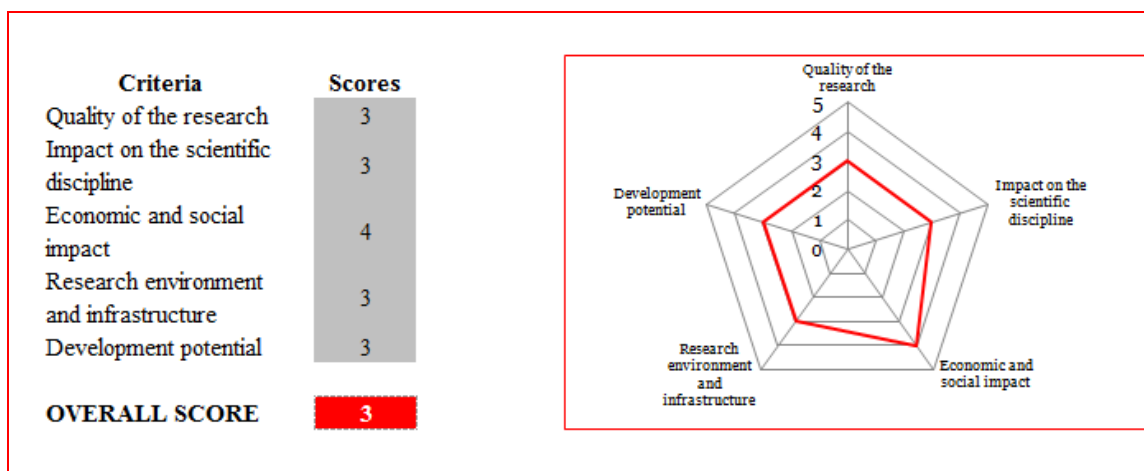 Criteria Scores
Quality of the research 3
Impact on the scientific
discipline 3
Economic and social
impact 4
Research environment
and infrastructure 3
Development potential 3
OVERALL SCORE 3
Quality of the
research
5
4
3
2
1
0
Impact on the
scientific
discipline
Development
potential
Research
environment
and
infrastructure
Economic and
social impact